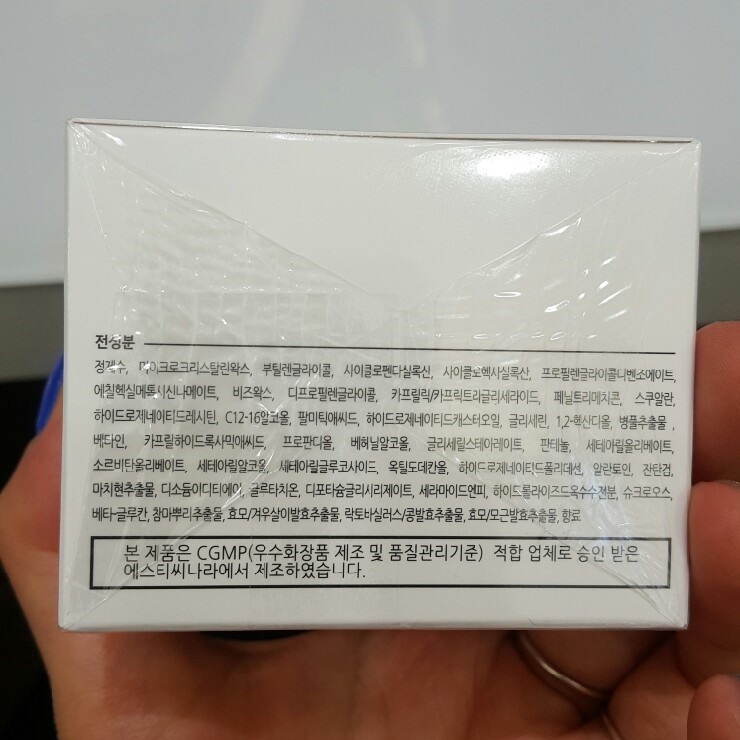 전성분
정제수, 마이크로크리스탈린왁스, 부틸렌글라이콜, 사이클로펜타실록산, 사이클로헥사실록산, 프로필렌글라이콜디벤조에이트,
에칠헥실메톡시신나메이트, 비즈왁스, 디프로필렌글라이콜, 카프릴릭/카프릭트라이글리세라이드, 페닐트리메치콘, 스쿠알란,
하이드로제네이티드레시틴, C12-16알코올, 팔미틱애씨드, 하이드로제네이티드캐스터오일, 글리세린, 1,2-헥산디올, 병풀추출물,
베타인, 카프릴하이드록사믹애씨드, 프로판디올, 베헤닐알코올, 글리세릴스테아레이트, 판테놀, 세테아릴올리베이트,
소르비탄올리베이트, 세테아릴알코올, 세테아릴글루코사이드, 옥틸도데칸올, 하이드로제네이티드폴리데센, 알란토인, 잔탄검,
마치현추출물, 디소듐이디티에이, 글루타치온, 디포타슘글리시리제이트, 세라마이드엔피, 하이드롤라이즈드옥수수전분, 슈크로오스,
베타-글루칸, 참마뿌리추출물, 효모/겨우살이발효추출물, 락토바실러스/콩발효추출물, 효모/모근발효추출물, 향료
본 제품은 CGMP(우수화장품 제조 및 품질관리기준) 적합 업체로 승인 받은
에스티씨나라에서 제조하였습니다.